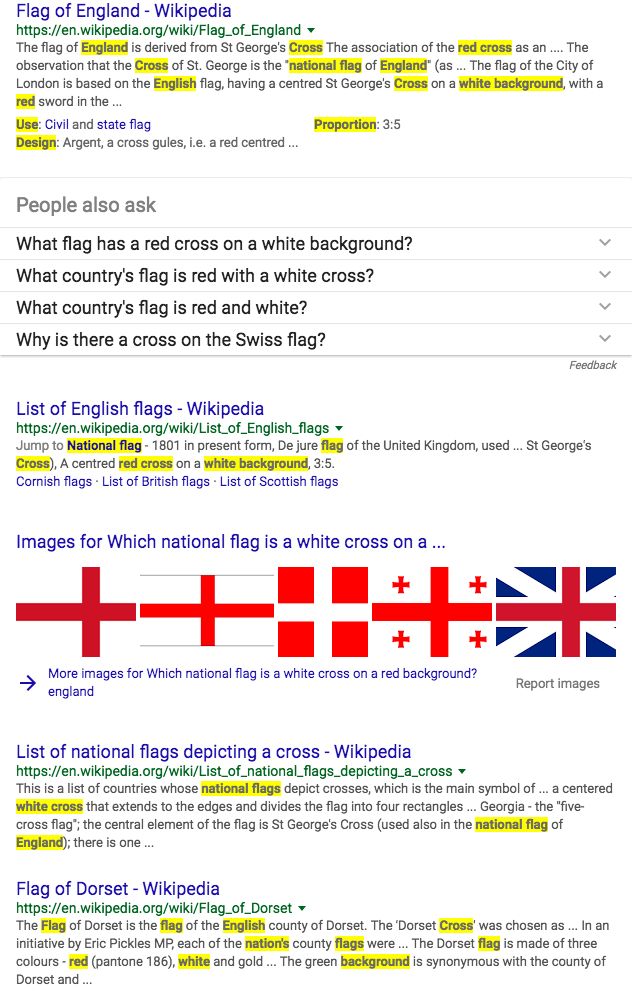 Flag of England - Wikipedia
https://en.wikipedia.org/wiki/Flag_of_England
The flag of England is derived from St George's Cross The association of the red cross as an .... The
observation that the Cross of St. George is the "national flag of England" (as ... The flag of the City of
London is based on the English flag, having a centred St George's Cross on a white background, with a
red sword in the ...
Use: Civil and state flag Proportion: 3:5
Design: Argent, a cross gules, i.e. a red centred ...
People also ask
What flag has a red cross on a white background?
What country's flag is red with a white cross?
What country's flag is red and white?
Why is there a cross on the Swiss flag?
Feedback
List of English flags - Wikipedia
https://en.wikipedia.org/wiki/List_of_English_flags
Jump to National flag - 1801 in present form, De jure flag of the United Kingdom, used ... St George's
Cross), A centred red cross on a white background, 3:5.
Cornish flags · List of British flags · List of Scottish flags
Images for Which national flag is a white cross on a ...
More images for Which national flag is a white cross on a red background?
england
Report images
List of national flags depicting a cross - Wikipedia
https://en.wikipedia.org/wiki/List_of_national_flags_depicting_a_cross
This is a list of countries whose national flags depict crosses, which is the main symbol of ... a centered
white cross that extends to the edges and divides the flag into four rectangles ... Georgia - the "five-
cross flag"; the central element of the flag is St George's Cross (used also in the national flag of
England); there is one ...
Flag of Dorset - Wikipedia
https://en.wikipedia.org/wiki/Flag_of_Dorset
The Flag of Dorset is the flag of the English county of Dorset. The 'Dorset Cross' was chosen as ... In an
initiative by Eric Pickles MP, each of the nation's county flags were ... The Dorset flag is made of three
colours - red (pantone 186), white and gold ... The green background is synonymous with the county of
Dorset and ...